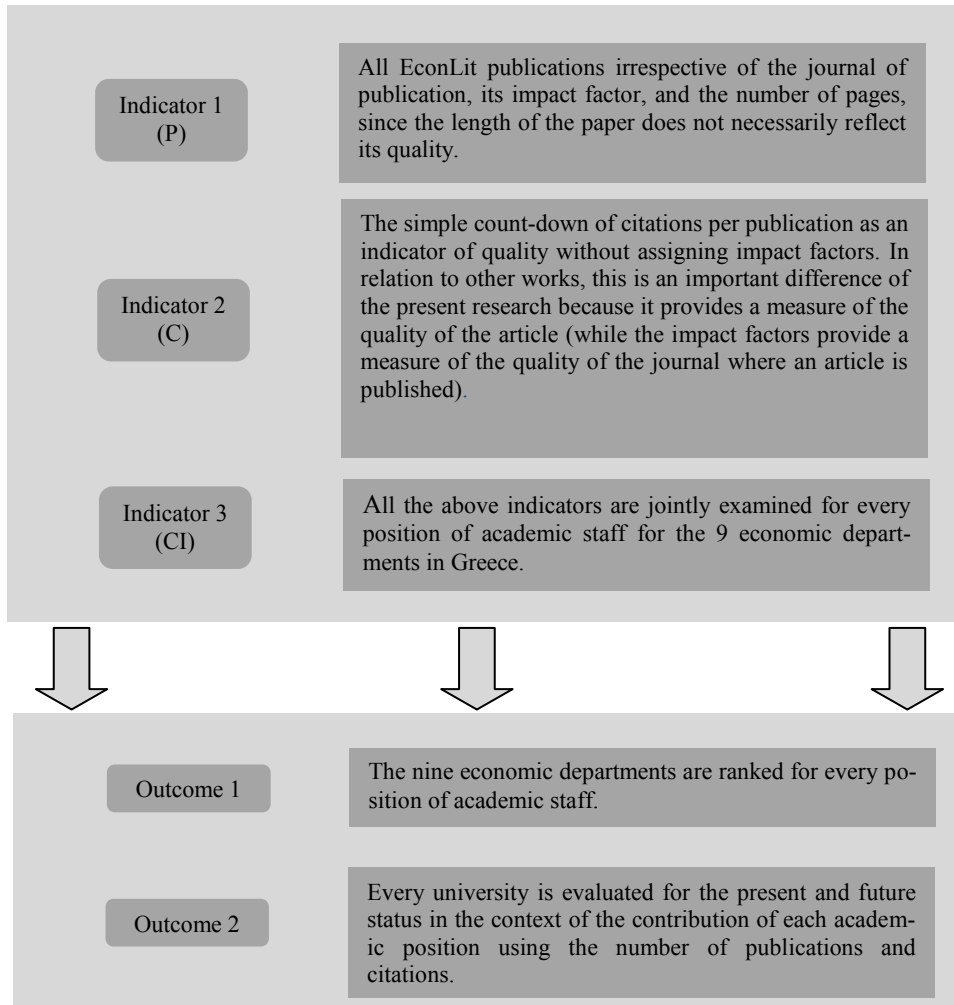 Indicator 1
(P)
All EconLit publications irrespective of the journal of
publication, its impact factor, and the number of pages,
since the length of the paper does not necessarily reflect
its quality.
Indicator 2
(C)
The simple count-down of citations per publication as an
indicator of quality without assigning impact factors. In
relation to other works, this is an important difference of
the present research because it provides a measure of the
quality of the article (while the impact factors provide a
measure of the quality of the journal where an article is
published).
Indicator 3
(CI)
All the above indicators are jointly examined for every
position of academic staff for the 9 economic depart-
ments in Greece.
Outcome 1
The nine economic departments are ranked for every po-
sition of academic staff.
Outcome 2
Every university is evaluated for the present and future
status in the context of the contribution of each academ-
ic position using the number of publications and
citations.